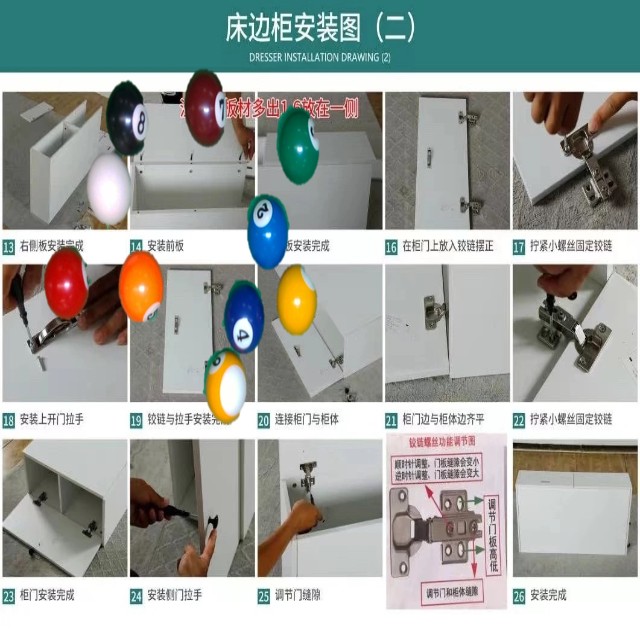 床边柜安装图（二）
DRESSER INSTALLATION DRAWING (2)
板材多出1
放在一侧
13 右侧板安装完成
14 安装前板
板安装完成
16 在柜门上放入铰链摆正
17 拧紧小螺丝固定铰链
18 安装上开门拉手
19 铰链与拉手安装完
20 连接柜门与柜体
21 柜门边与柜体边齐平
22 拧紧小螺丝固定铰链
铰链螺丝功能调节图
顺时针调整、门板缝隙会变小
逆时针调整、门板缝隙会变大
调节门板高低
调节门和柜体缝隙
23 柜门安装完成
24 安装侧门拉手
25 调节门缝隙
26 安装完成
8
7
6
2
4